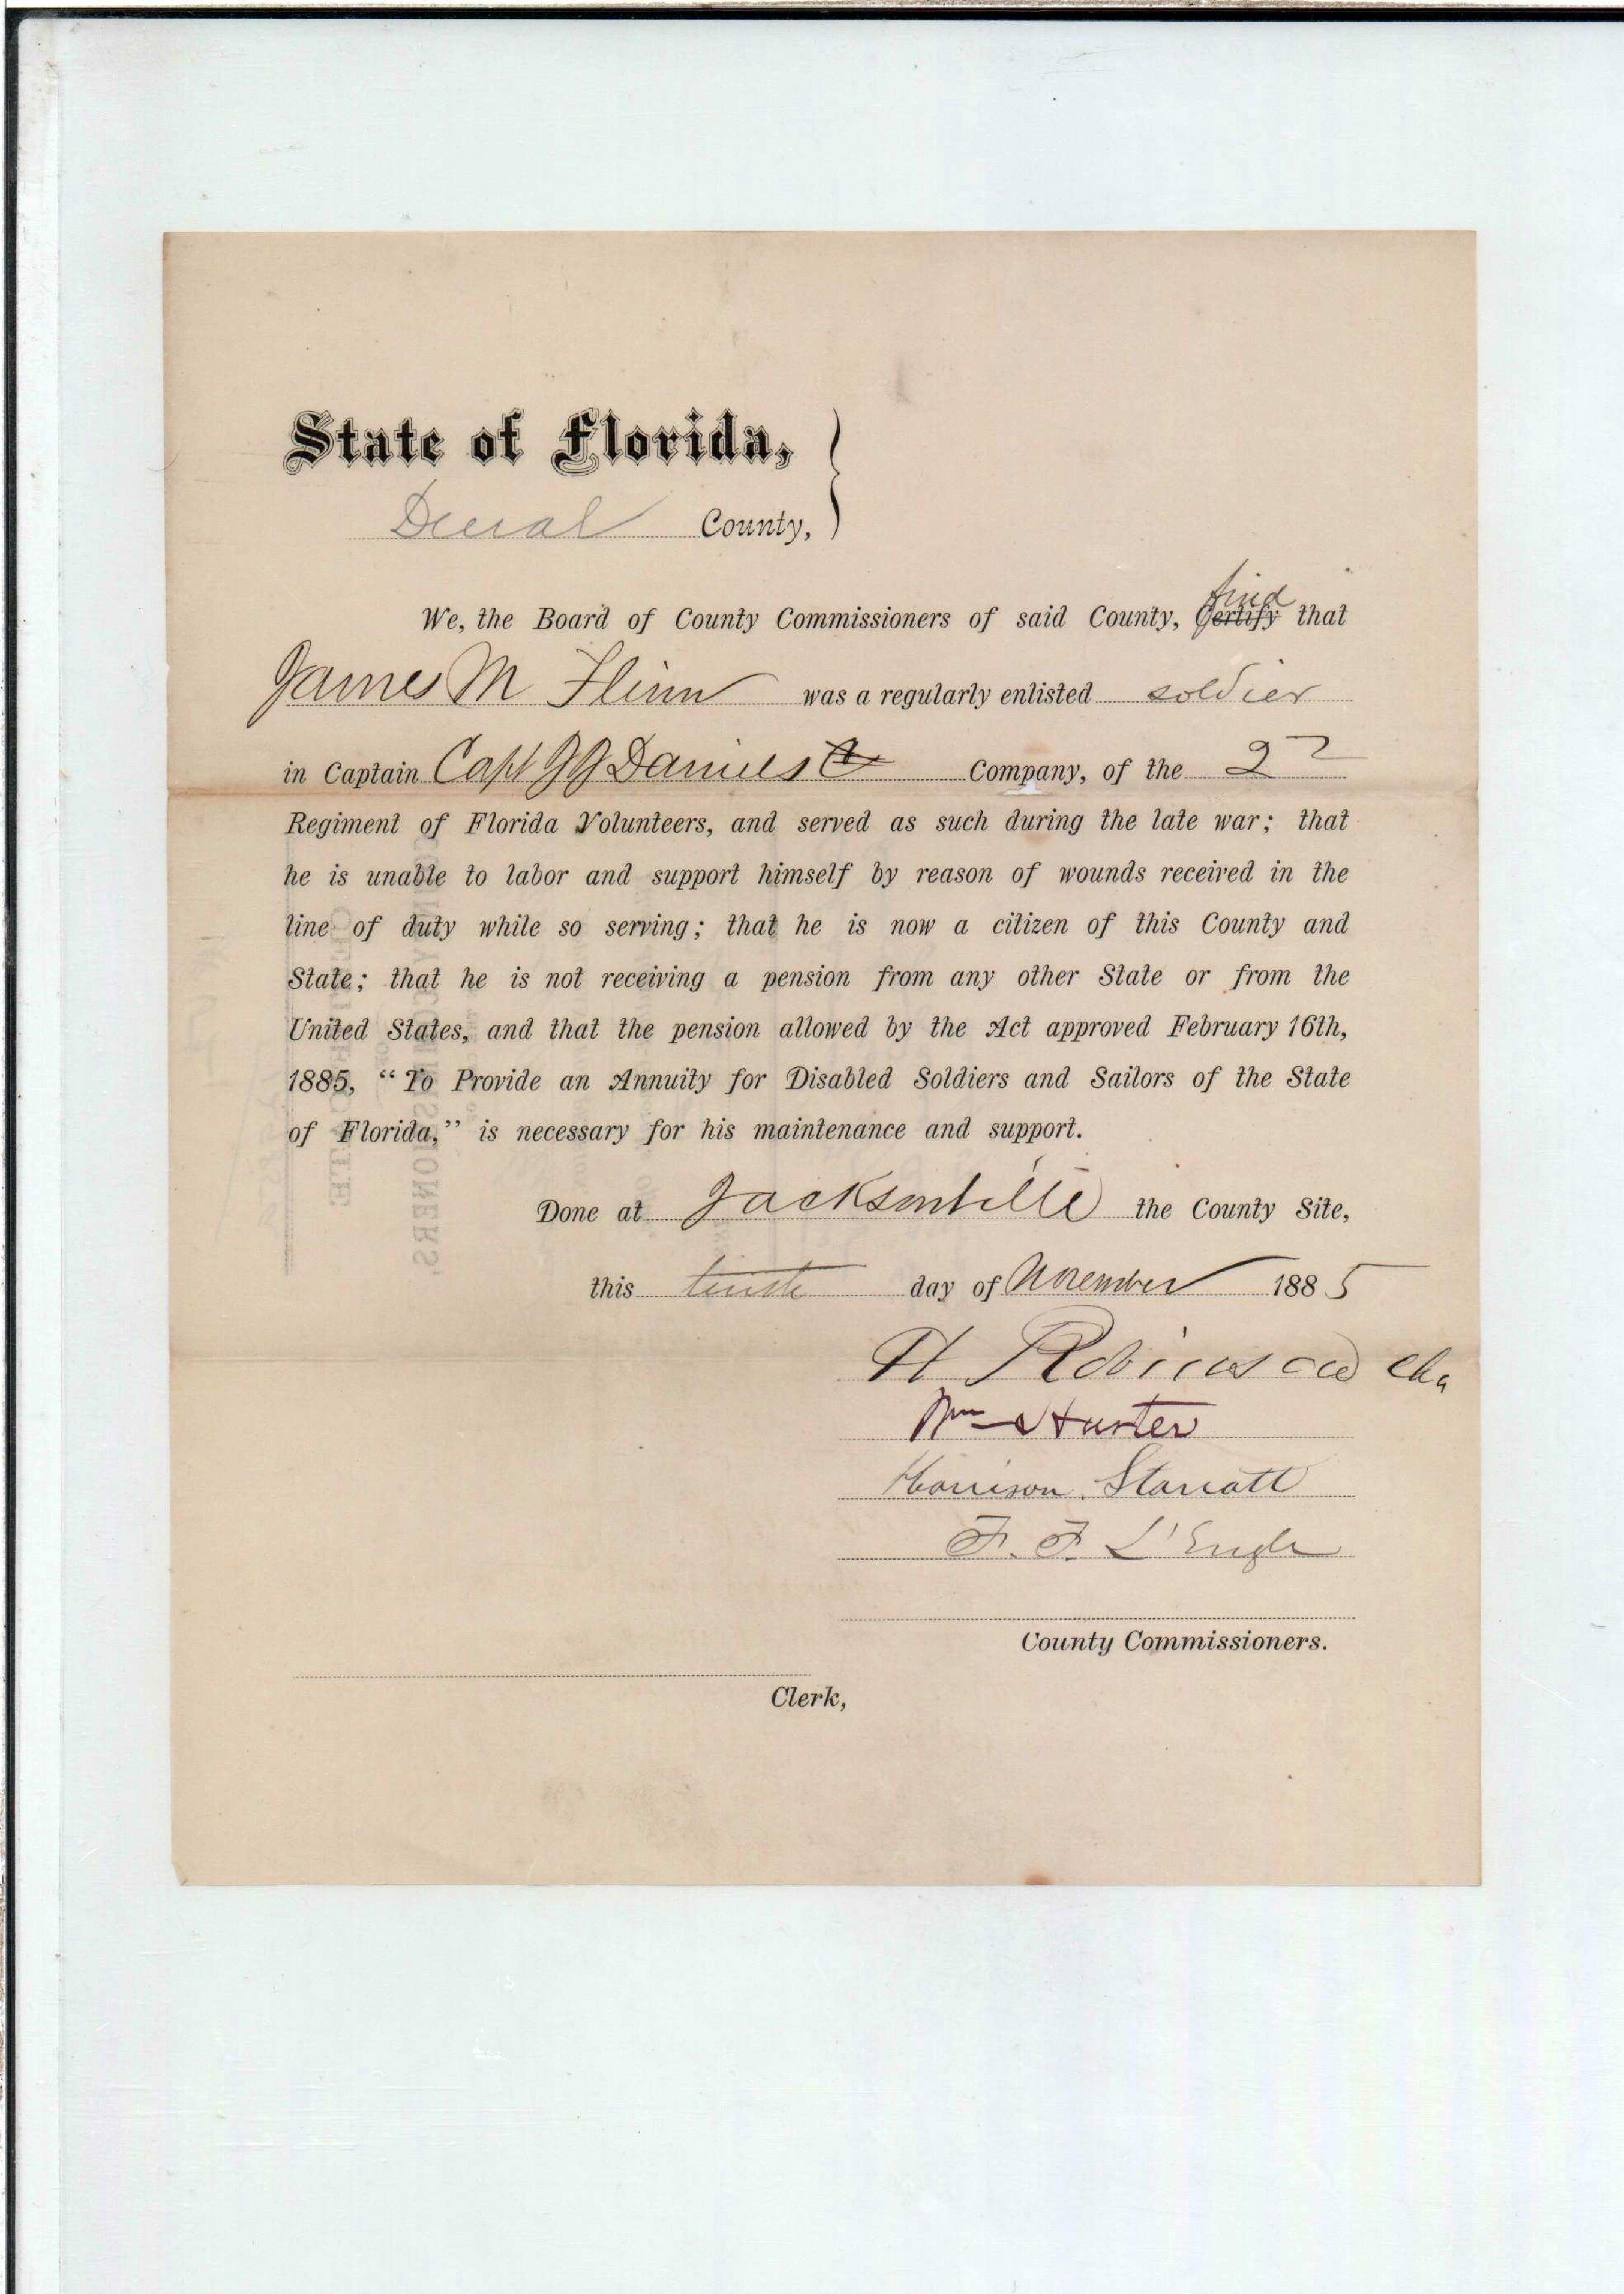 State of Florida,
Duval County,
find
We, the Board of County Commissioners of said County, Certify that
James M Flinn was a regularly enlisted soldier
in Captain Capt JJ Daniels Company, of the 2
Regiment of Florida Volunteers, and served as such during the late war; that
he is unable to labor and support himself by reason of wounds received in the
line of duty while so serving; that he is now a citizen of this County and
State; that he is not receiving a pension from any other State or from the
United States, and that the pension allowed by the Act approved February 16th,
1885, "To Provide an Annuity for Disabled Soldiers and Sailors of the State
of Florida," is necessary for his maintenance and support.
Done at Jacksonville the County Site,
this tenth day of November 1885
H Robinson Ch
Wm Hunter
Harrison Starratt
F. F. L'Engle
County Commissioners.
Clerk,